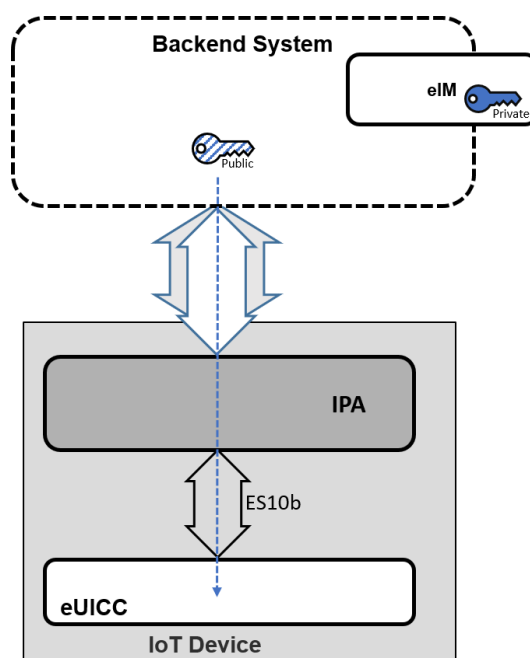 Backend System
eIM
Private
Public
IPA
ES10b
eUICC
IoT Device